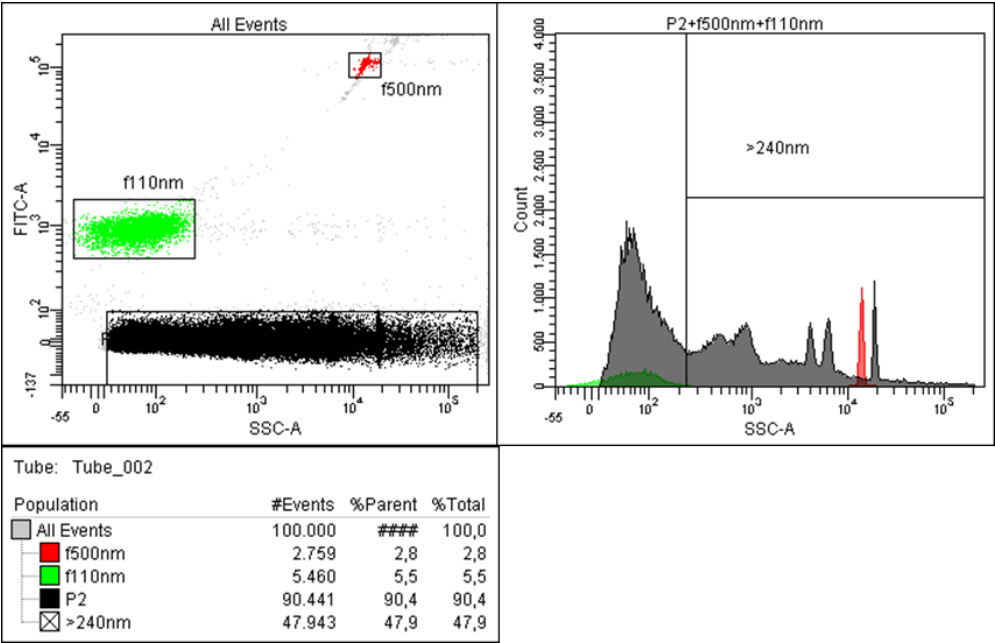 All Events
FITC-A
10^5
10^4
10^3
10^2
0
-137
f500nm
f110nm
-55
0
10^2
10^3
10^4
10^5
SSC-A
P2+f500nm+f110nm
Count
4.000
3.500
3.000
2.500
2.000
1.500
1.000
500
0
>240nm
-55
0
10^2
10^3
10^4
10^5
SSC-A
Tube: Tube_002
Population #Events %Parent %Total
All Events 100.000 #### 100,0
f500nm 2.759 2,8 2,8
f110nm 5.460 5,5 5,5
P2 90.441 90,4 90,4
>240nm 47.943 47,9 47,9